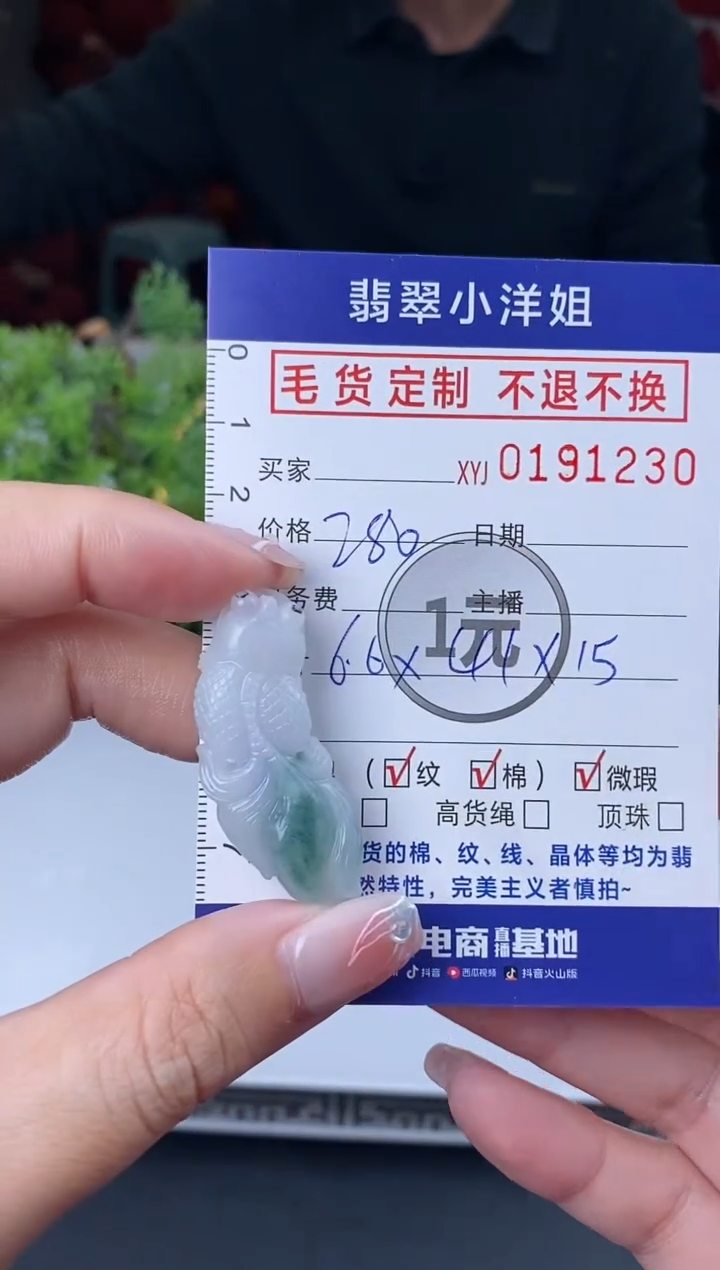 翡翠小洋姐
0
毛货定制 不退不换
1
买家 XYJ 0191230
2
价格 280 日期
务费 主播
1元
6.6 x 44 x 15
( ☑纹 ☑棉 ) ☑微瑕
☐ 高货绳☐ 顶珠☐
7
货的棉、纹、线、晶体等均为翡
然特性，完美主义者慎拍~
电商直播基地
抖音 西瓜视频 抖音火山版